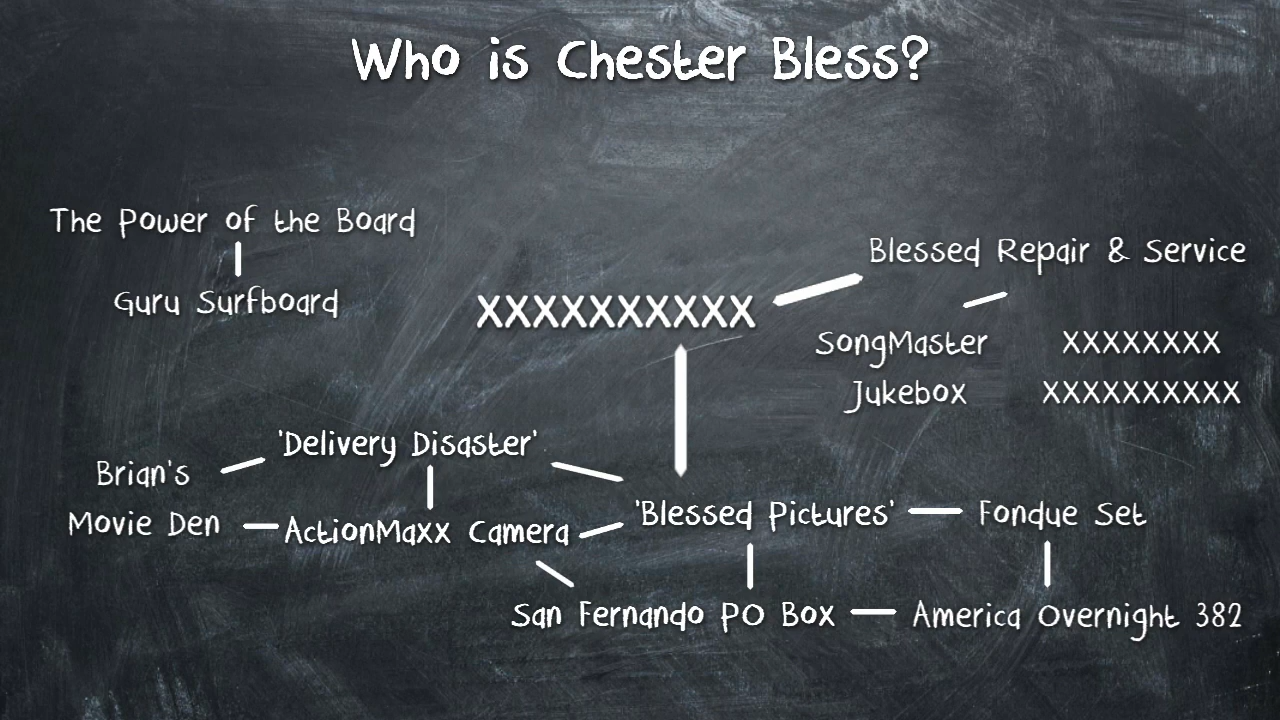 Who is Chester Bless?
The Power of the Board
Guru Surfboard
Blessed Repair & Service
XXXXXXXXXX
SongMaster
Jukebox
XXXXXXXX
XXXXXXXXXX
'Delivery Disaster'
Brian's
Movie Den
ActionMaxx Camera
'Blessed Pictures'
Fondue Set
San Fernando PO Box
America Overnight 382